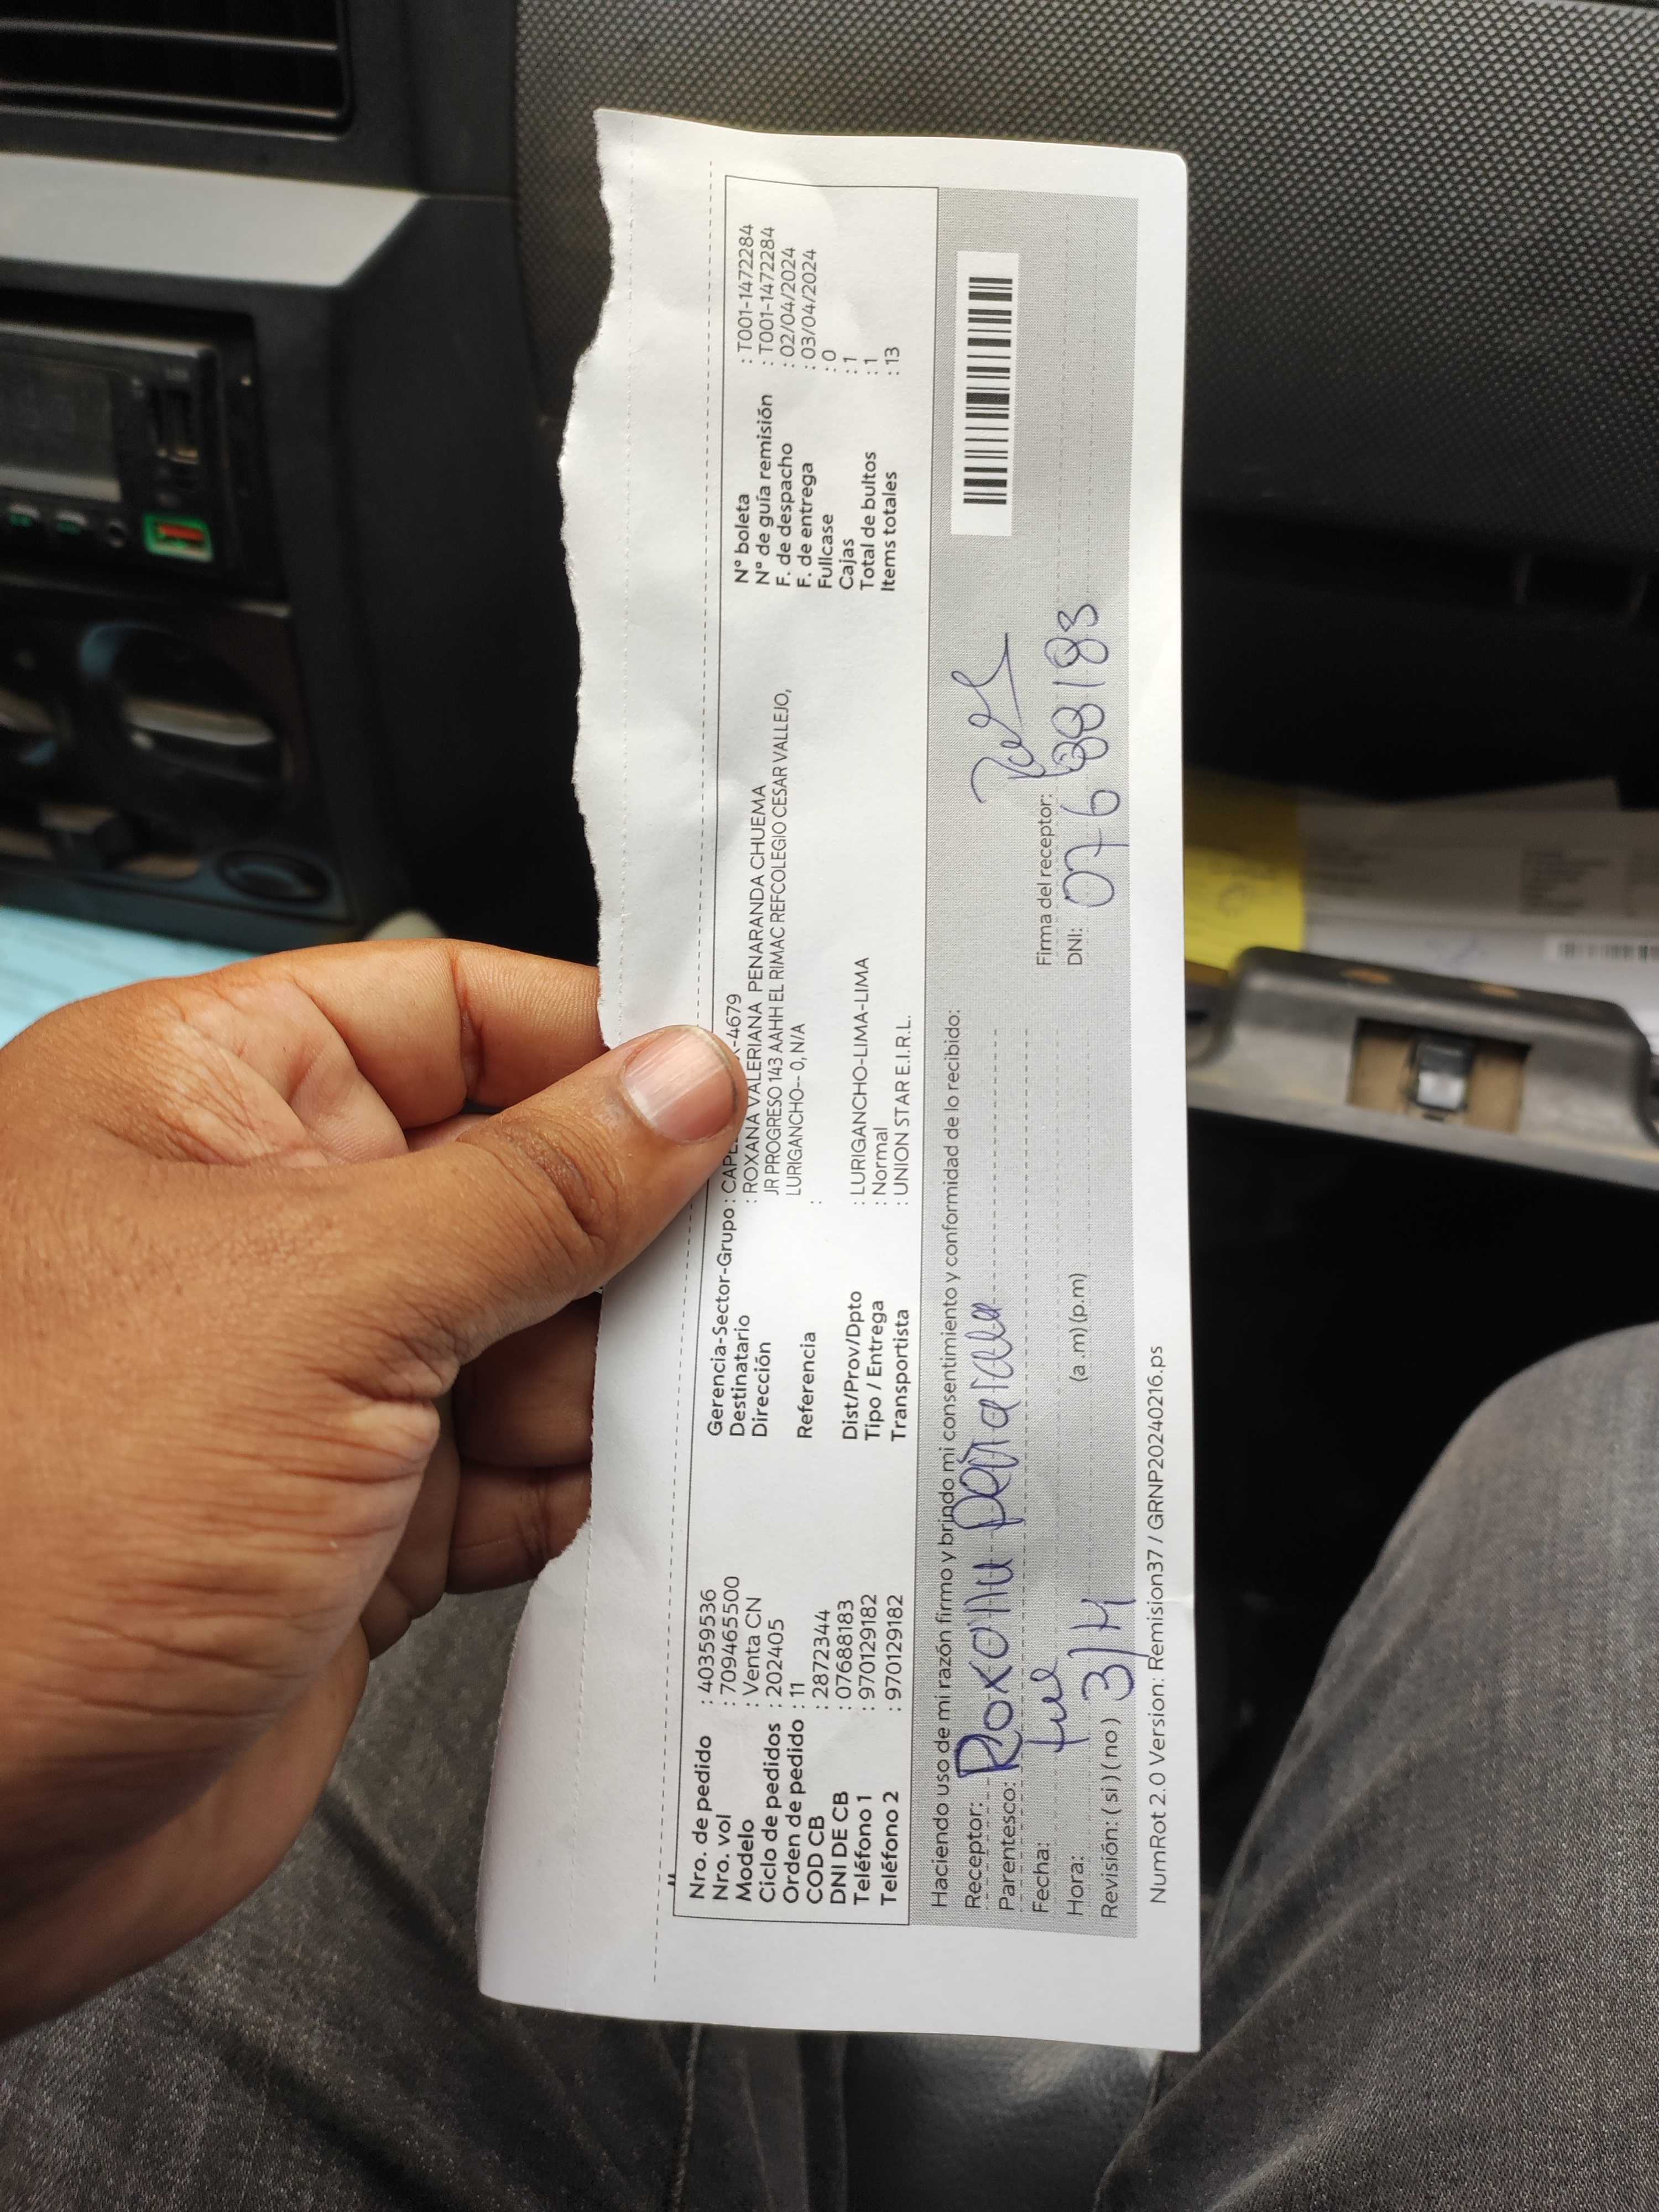 Nro. de pedido : 40359536
Nro. vol : 709465500
Modelo : Venta CN
Ciclo de pedidos : 202405
Orden de pedido : 11
COD CB : 2872344
DNI DE CB : 07688183
Teléfono 1 : 970129182
Teléfono 2 : 970129182
Gerencia-Sector-Grupo : -4679
Destinatario : ROXANA VALERIANA PENARANDA CHUEMA
Dirección JR PROGRESO 143 AAHH EL RIMAC REFCOLEGIO CESAR VALLEJO,
LURIGANCHO-- 0, N/A
Referencia :
Dist/Prov/Dpto : LURIGANCHO-LIMA-LIMA
Tipo / Entrega : Normal
Transportista : UNION STAR E.I.R.L.
N° boleta : T001-1472284
N° de guía remisión : T001-1472284
F. de despacho : 02/04/2024
F. de entrega : 03/04/2024
Fullcase : 0
Cajas : 1
Total de bultos : 1
Items totales : 13
Haciendo uso de mi razón firmo y brindo mi consentimiento y conformidad de lo recibido:
Receptor: Roxana Peñaranda
Parentesco:
Fecha:
Hora: 3/4 (a .m) (p.m)
Revisión: ( si ) ( no )
Firma del receptor:
DNI: 07688183
NumRot 2.0 Version: Remision37 / GRNP20240216.ps